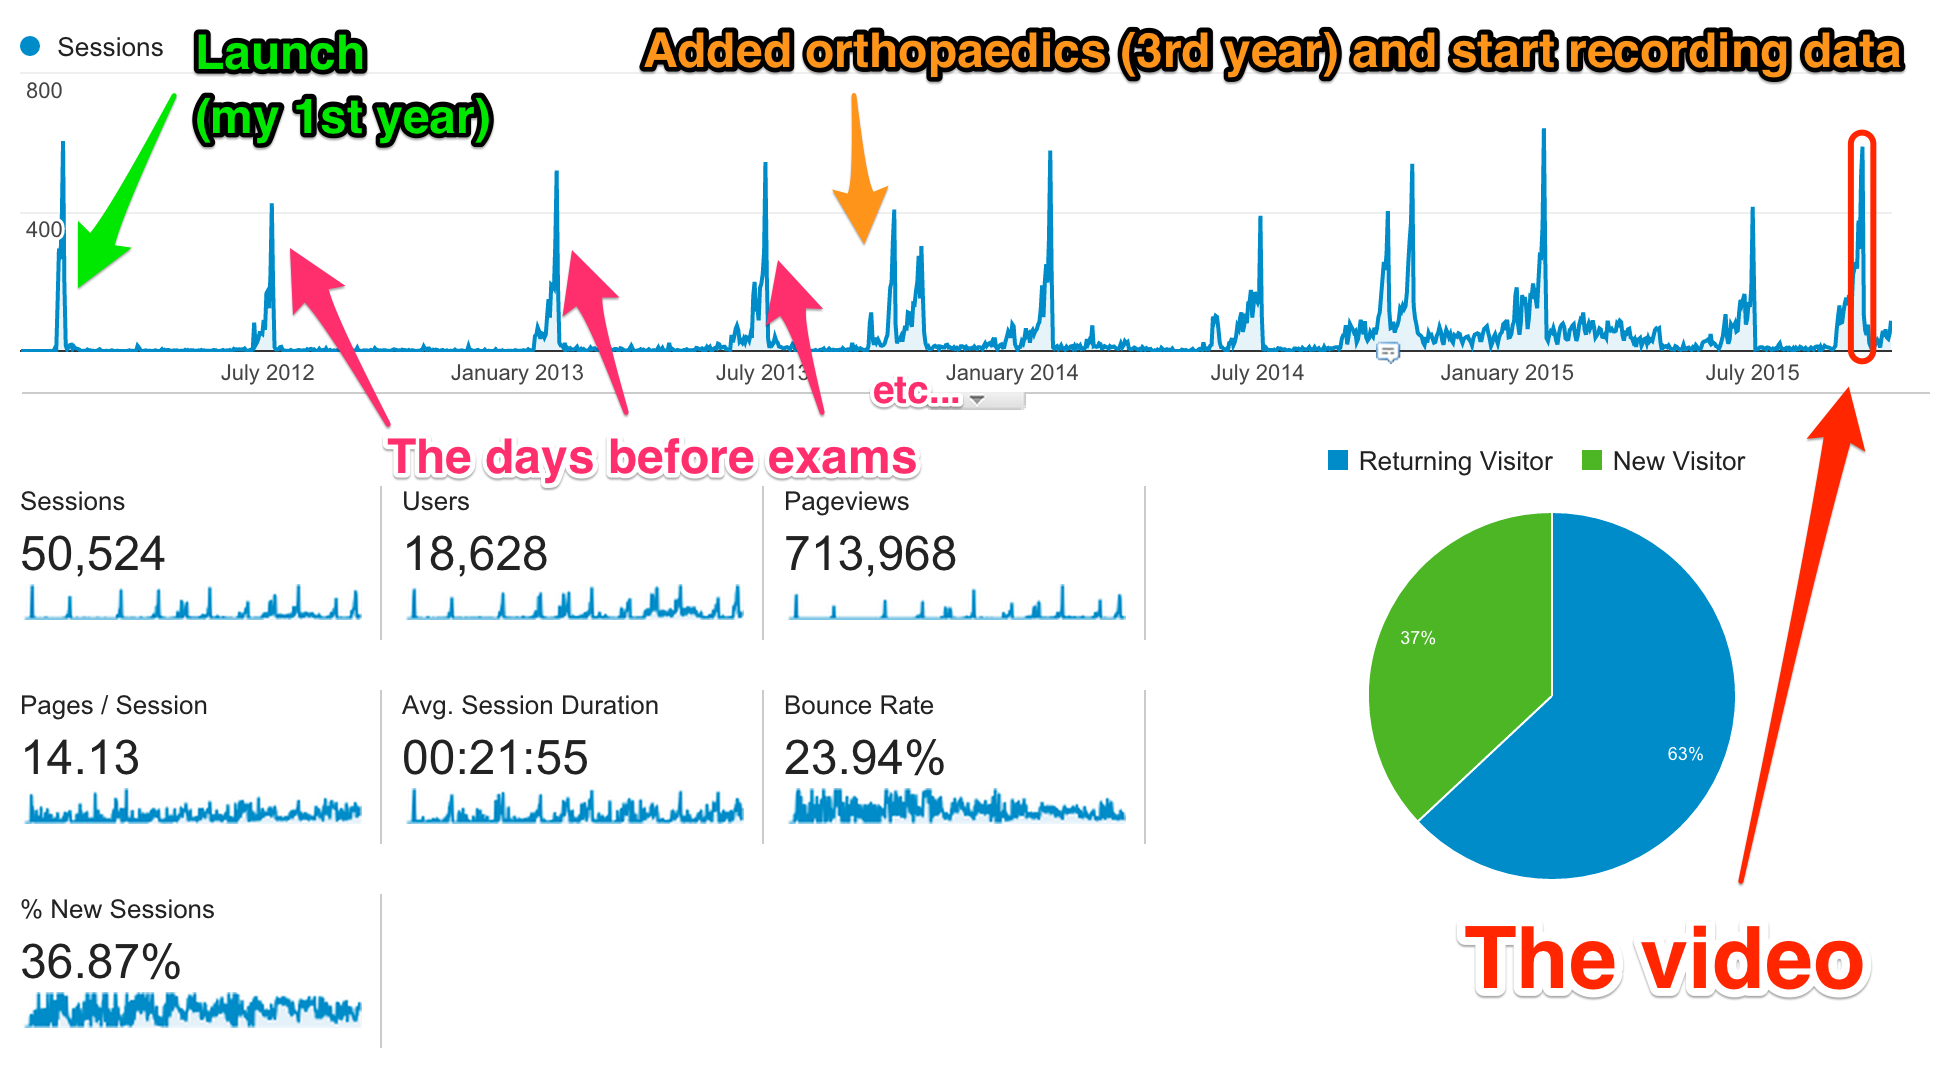 Sessions
Launch
(my 1st year)
Added orthopaedics (3rd year) and start recording data
800
400
July 2012
January 2013
July 2013
January 2014
July 2014
January 2015
July 2015
etc...
The days before exams
Returning Visitor
New Visitor
Sessions
50,524
Users
18,628
Pageviews
713,968
37%
63%
Pages / Session
14.13
Avg. Session Duration
00:21:55
Bounce Rate
23.94%
% New Sessions
36.87%
The video